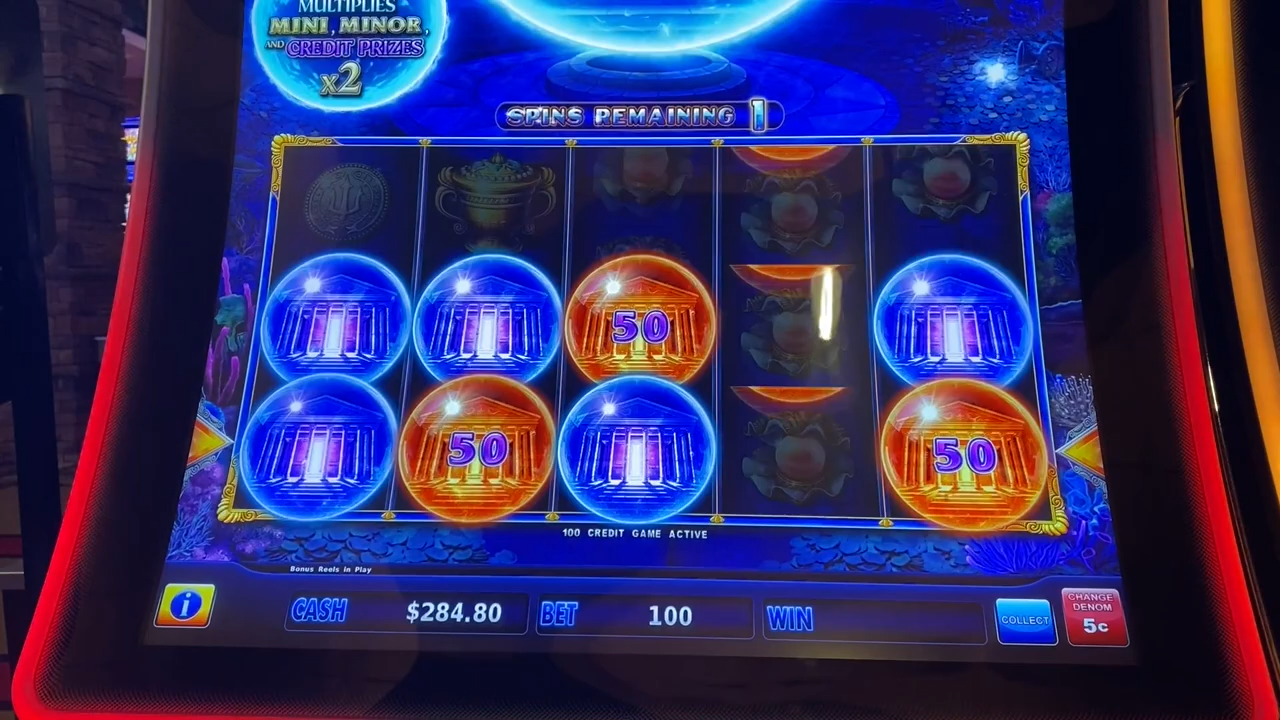 MULTIPLIES
MINI, MINOR,
AND CREDIT PRIZES
x2
SPINS REMAINING 1
50
50
50
100 CREDIT GAME ACTIVE
Bonus Reels in Play
i
CASH $284.80
BET 100
WIN
COLLECT
CHANGE
DENOM
5¢